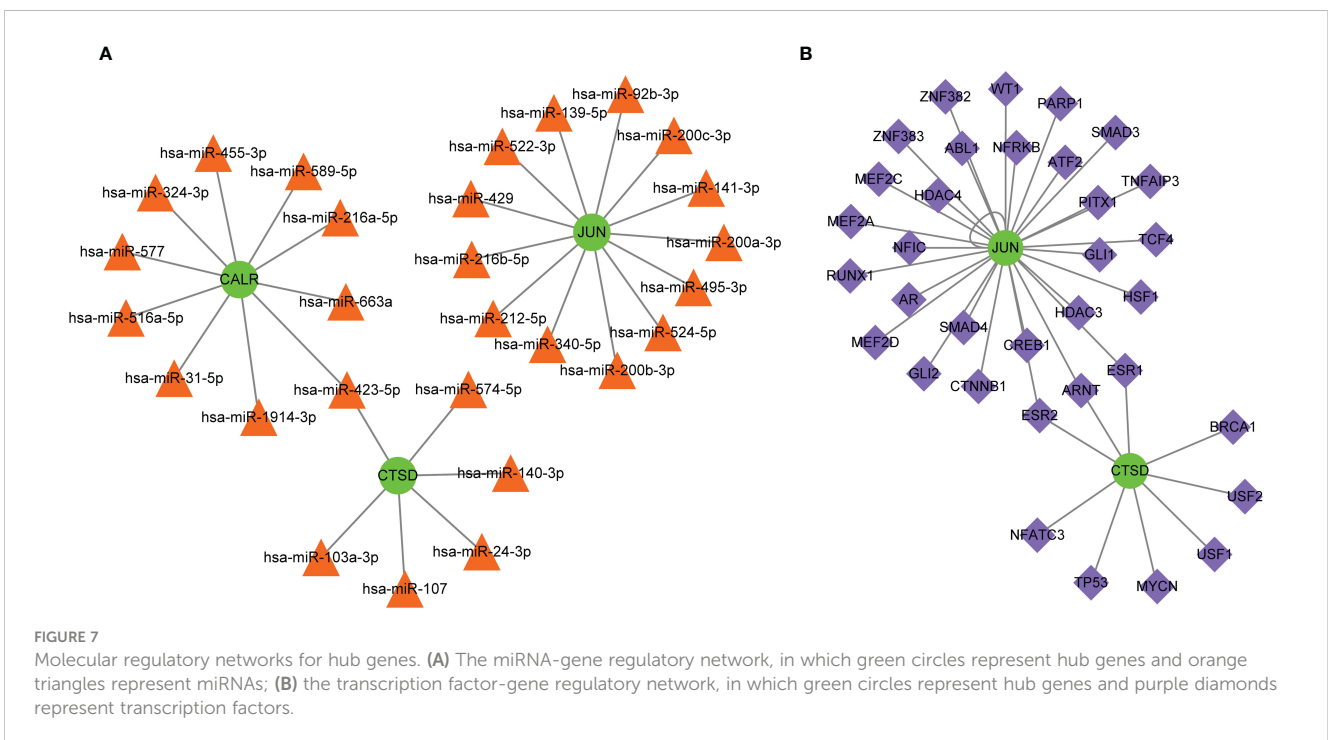 A
B
hsa-miR-92b-3p
hsa-miR-139-5p
hsa-miR-200c-3p
hsa-miR-522-3p
hsa-miR-455-3p
hsa-miR-589-5p
hsa-miR-141-3p
hsa-miR-324-3p
hsa-miR-429
hsa-miR-216a-5p
JUN
hsa-miR-200a-3p
hsa-miR-577
hsa-miR-216b-5p
CALR
hsa-miR-495-3p
hsa-miR-663a
hsa-miR-516a-5p
hsa-miR-212-5p
hsa-miR-524-5p
hsa-miR-340-5p
hsa-miR-200b-3p
hsa-miR-31-5p
hsa-miR-423-5p
hsa-miR-574-5p
hsa-miR-1914-3p
CTSD
hsa-miR-140-3p
hsa-miR-103a-3p
hsa-miR-24-3p
hsa-miR-107
WT1
ZNF382
PARP1
ZNF383
SMAD3
ABL1
NFRKB
ATF2
MEF2C
TNFAIP3
HDAC4
PITX1
MEF2A
TCF4
NFIC
JUN
GLI1
RUNX1
HSF1
AR
HDAC3
SMAD4
MEF2D
CREB1
GLI2
ESR1
CTNNB1
ARNT
ESR2
BRCA1
CTSD
USF2
NFATC3
USF1
TP53
MYCN
FIGURE 7
Molecular regulatory networks for hub genes. (A) The miRNA-gene regulatory network, in which green circles represent hub genes and orange
triangles represent miRNAs; (B) the transcription factor-gene regulatory network, in which green circles represent hub genes and purple diamonds
represent transcription factors.